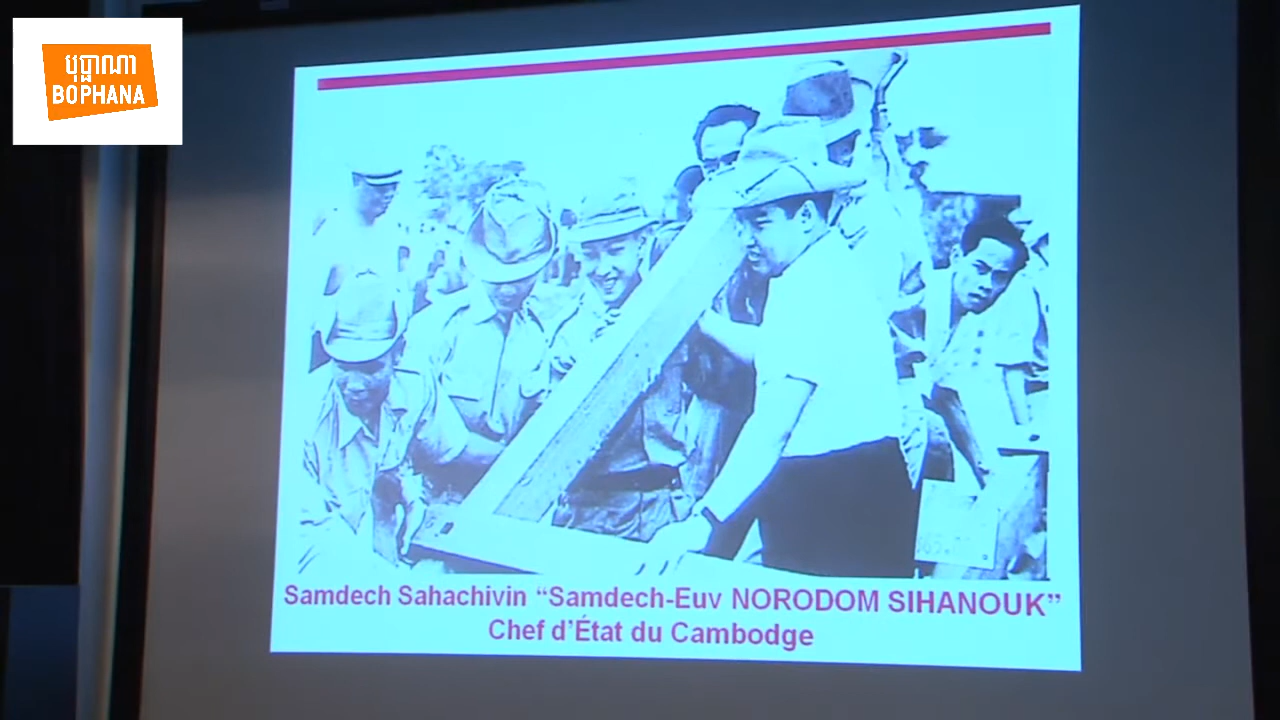 បុប្ផាណា
BOPHANA
Samdech Sahachivin “Samdech-Euv NORODOM SIHANOUK”
Chef d’État du Cambodge